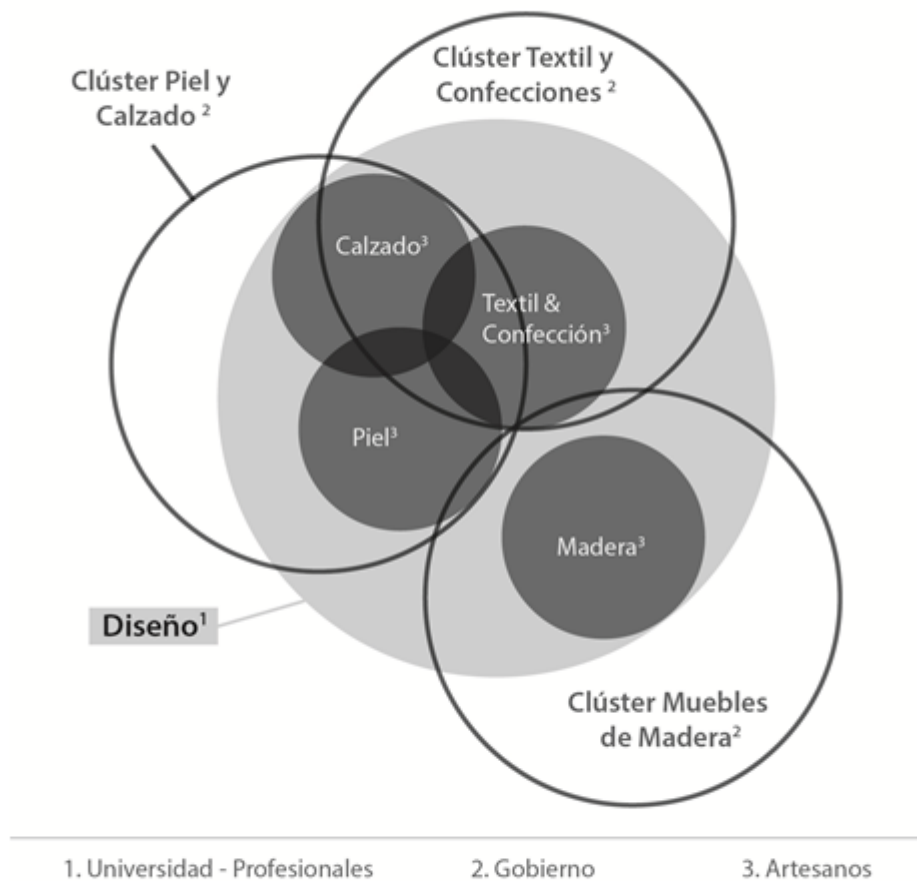 Clúster Textil y
Confecciones ²
Clúster Piel y
Calzado ²
Calzado³
Textil &
Confección³
Piel³
Madera³
Diseño¹
Clúster Muebles
de Madera²
1. Universidad - Profesionales 2. Gobierno 3. Artesanos